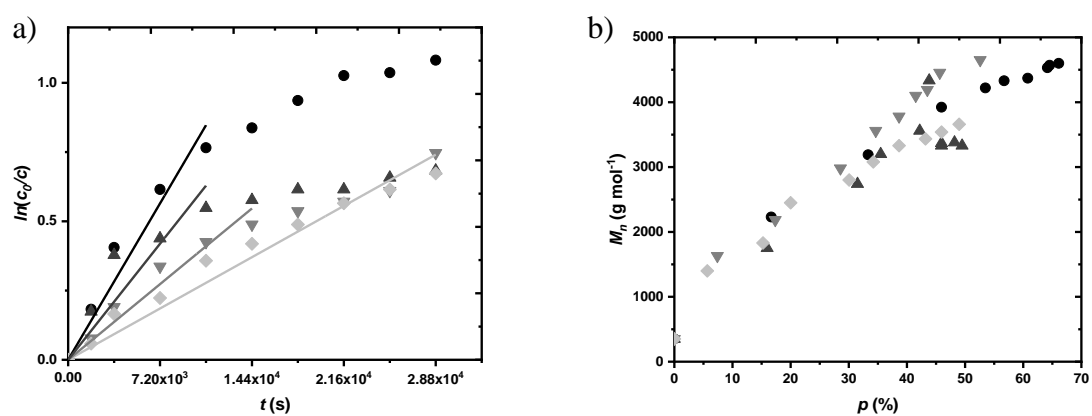 a)
ln(c₀/c)
1.0
0.5
0.0
0.00
7.20x10³
1.44x10⁴
2.16x10⁴
2.88x10⁴
t (s)
b)
Mₙ (g mol⁻¹)
5000
4000
3000
2000
1000
0
0
10
20
30
40
50
60
70
p (%)